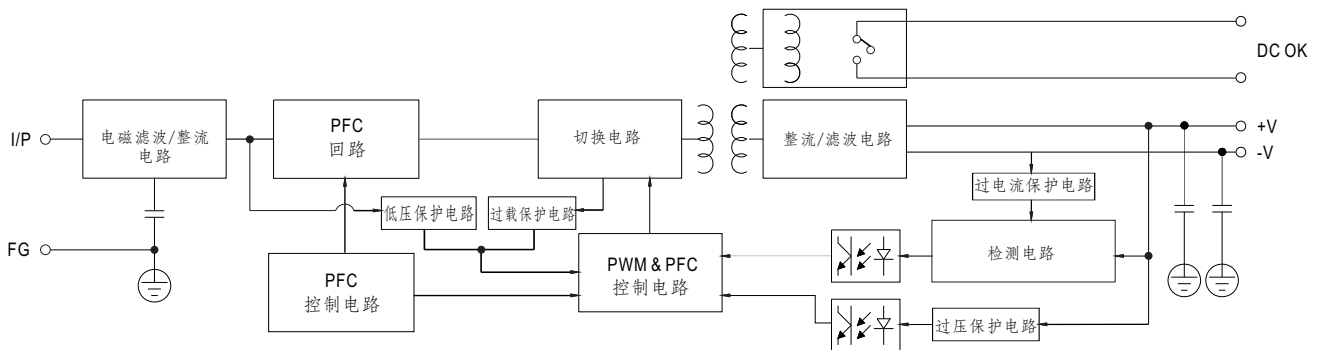 DC OK
I/P
电磁滤波/整流
电路
PFC
回路
切换电路
整流/滤波电路
+V
-V
过电流保护电路
低压保护电路
过载保护电路
FG
PFC
控制电路
PWM & PFC
控制电路
检测电路
过压保护电路